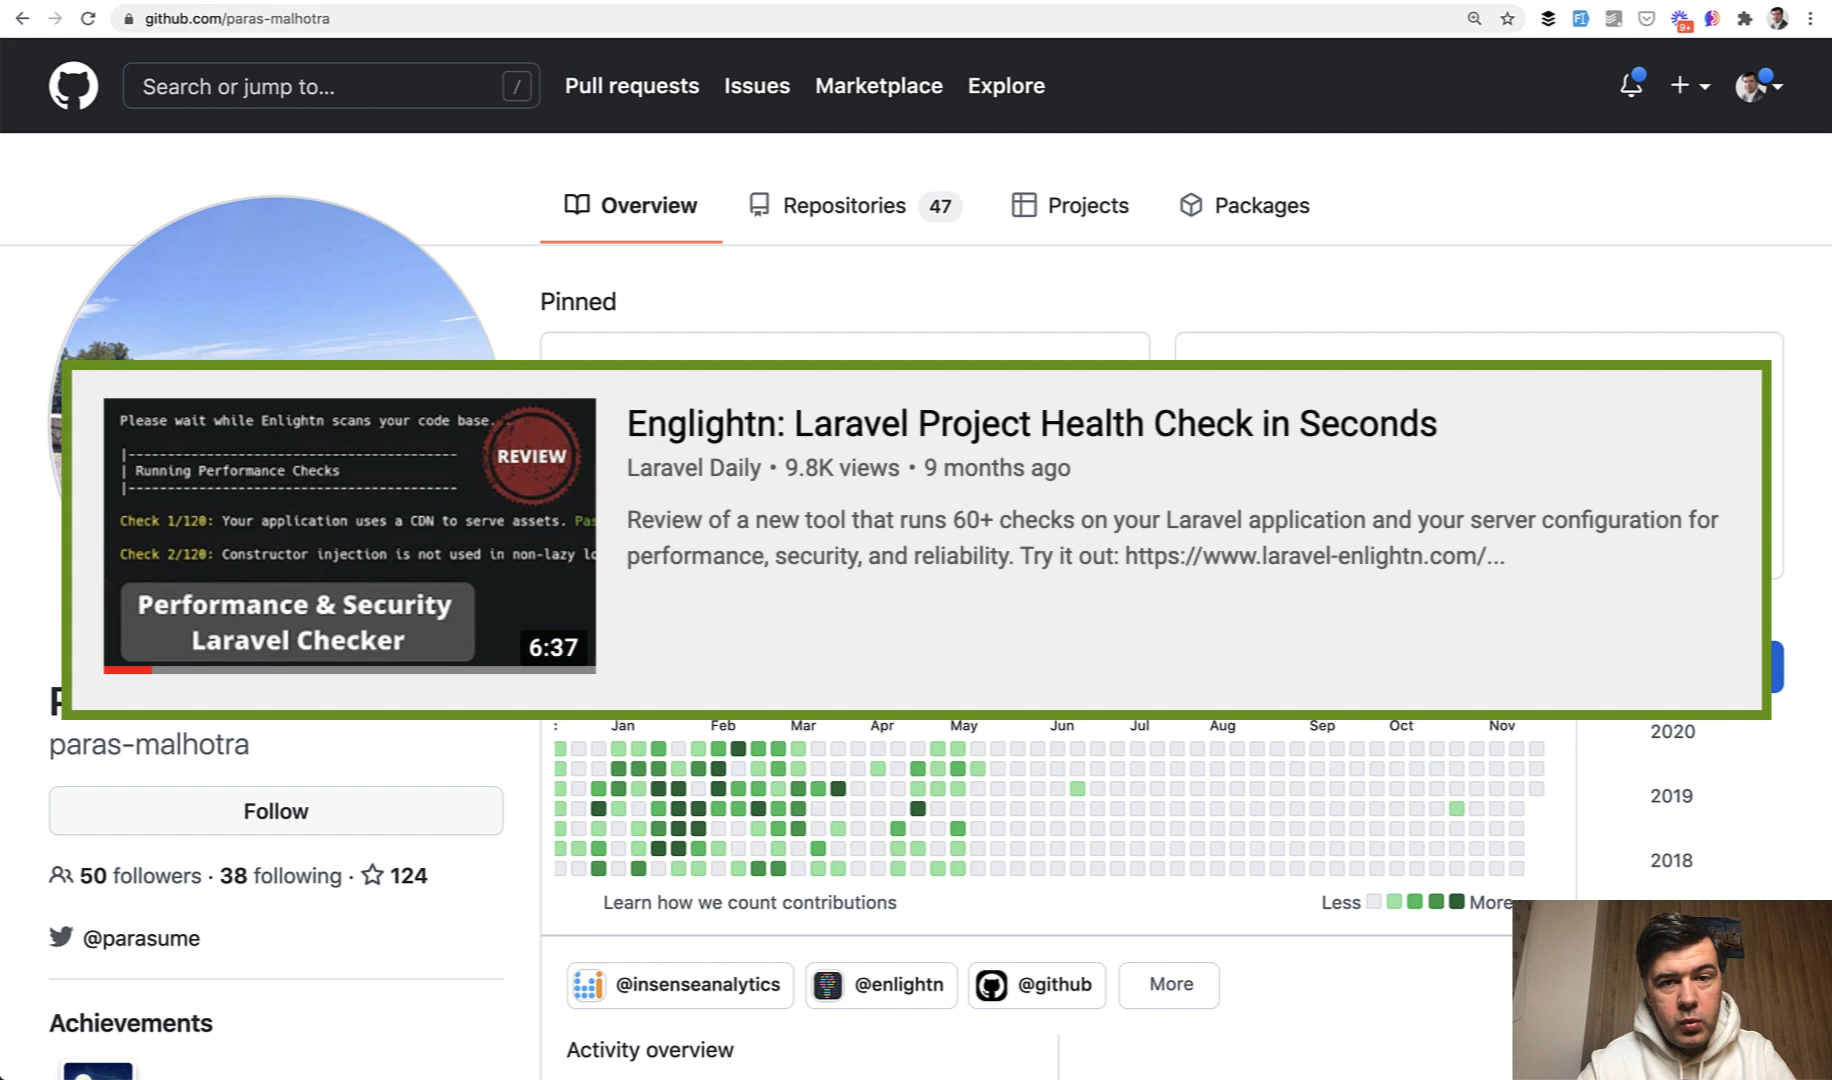 github.com/paras-malhotra
9+
Search or jump to...
/
Pull requests
Issues
Marketplace
Explore
Overview
Repositories 47
Projects
Packages
Pinned
Please wait while Enlightn scans your code base.
REVIEW
Running Performance Checks
Check 1/120: Your application uses a CDN to serve assets. Pas
Check 2/120: Constructor injection is not used in non-lazy lo
Performance & Security
Laravel Checker
6:37
Englightn: Laravel Project Health Check in Seconds
Laravel Daily • 9.8K views • 9 months ago
Review of a new tool that runs 60+ checks on your Laravel application and your server configuration for
performance, security, and reliability. Try it out: https://www.laravel-enlightn.com/...
paras-malhotra
Follow
50 followers · 38 following · 124
@parasume
Achievements
Jan Feb Mar Apr May Jun Jul Aug Sep Oct Nov
2020
2019
2018
Learn how we count contributions
Less More
@insenseanalytics
@enlightn
@github
More
Activity overview